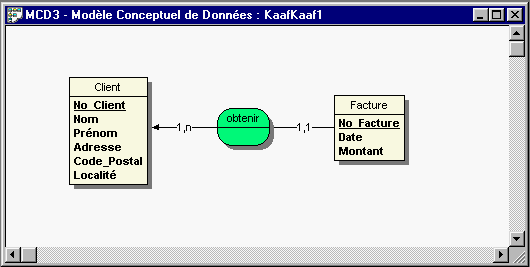 MCD3 - Modèle Conceptuel de Données : KaafKaaf1
Client
No_Client
Nom
Prénom
Adresse
Code_Postal
Localité
1,n
obtenir
1,1
Facture
No_Facture
Date
Montant